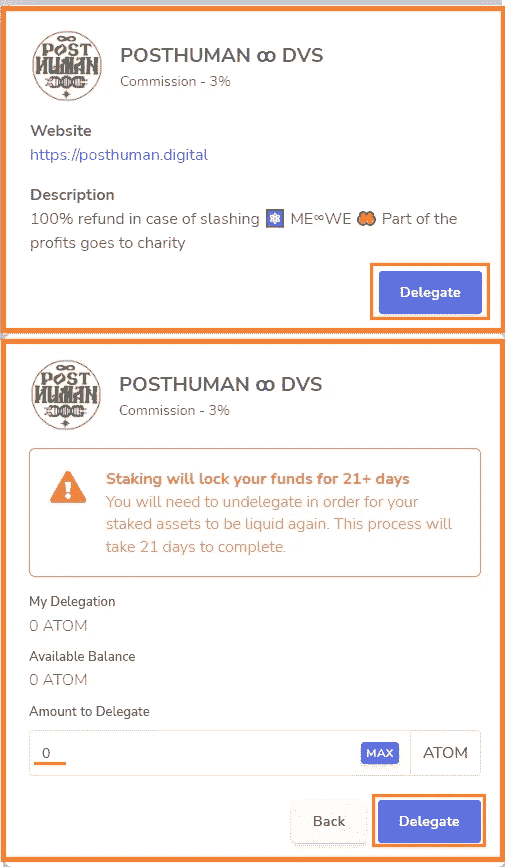 POST
HUMAN
POSTHUMAN ꝏ DVS
Commission - 3%
Website
https://posthuman.digital
Description
100% refund in case of slashing ⚛️ ME∞WE Part of the
profits goes to charity
Delegate
POST
HUMAN
POSTHUMAN ꝏ DVS
Commission - 3%
Staking will lock your funds for 21+ days
You will need to undelegate in order for your
staked assets to be liquid again. This process will
take 21 days to complete.
My Delegation
0 ATOM
Available Balance
0 ATOM
Amount to Delegate
0 MAX ATOM
Back Delegate